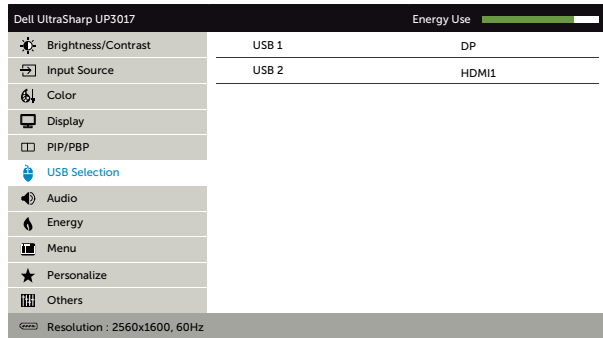 Dell UltraSharp UP3017 Energy Use
Brightness/Contrast USB 1 DP
Input Source USB 2 HDMI1
Color
Display
PIP/PBP
USB Selection
Audio
Energy
Menu
Personalize
Others
Resolution : 2560x1600, 60Hz